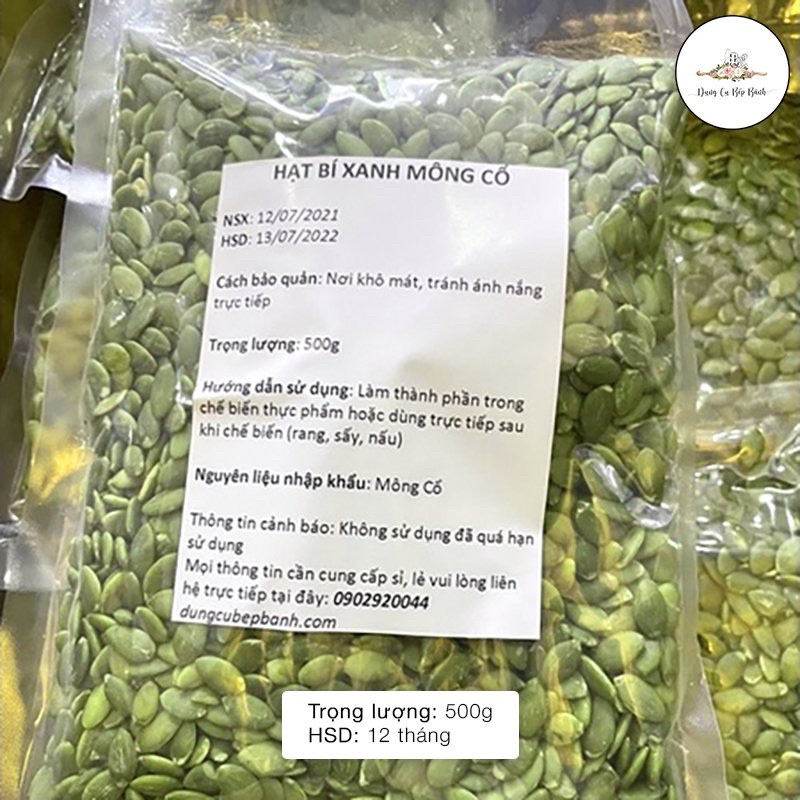 Dụng Cụ Bếp Bánh
HẠT BÍ XANH MÔNG CỔ
NSX: 12/07/2021
HSD: 13/07/2022
Cách bảo quản: Nơi khô mát, tránh ánh nắng
trực tiếp
Trọng lượng: 500g
Hướng dẫn sử dụng: Làm thành phần trong
chế biến thực phẩm hoặc dùng trực tiếp sau
khi chế biến (rang, sấy, nấu)
Nguyên liệu nhập khẩu: Mông Cổ
Thông tin cảnh báo: Không sử dụng đã quá hạn
sử dụng
Mọi thông tin cần cung cấp sỉ, lẻ vui lòng liên
hệ trực tiếp tại đây: 0902920044
dungcubepbanh.com
Trọng lượng: 500g
HSD: 12 tháng